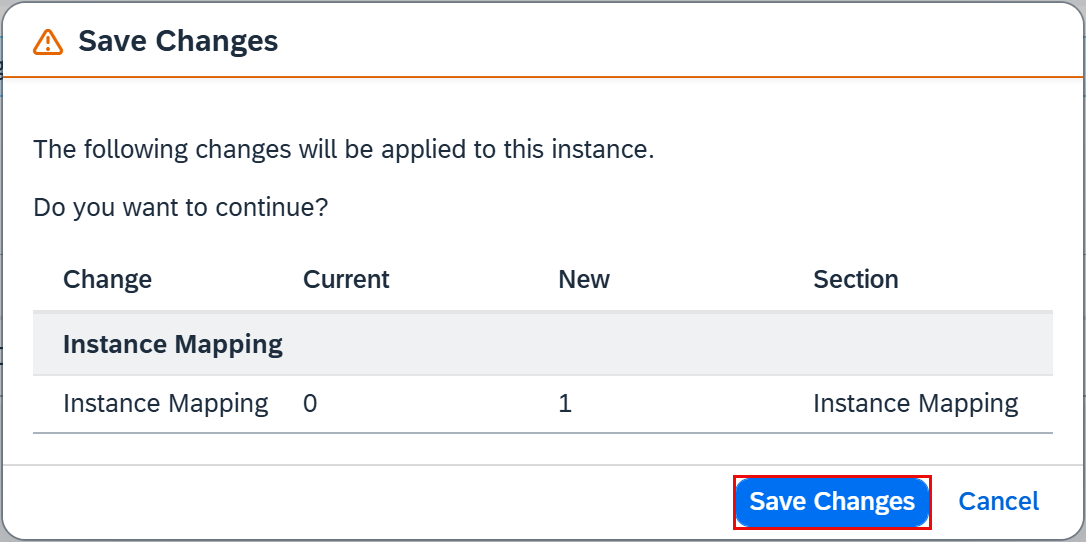 Save Changes
The following changes will be applied to this instance.
Do you want to continue?
Change Current New Section
Instance Mapping
Instance Mapping 0 1 Instance Mapping
Save Changes Cancel